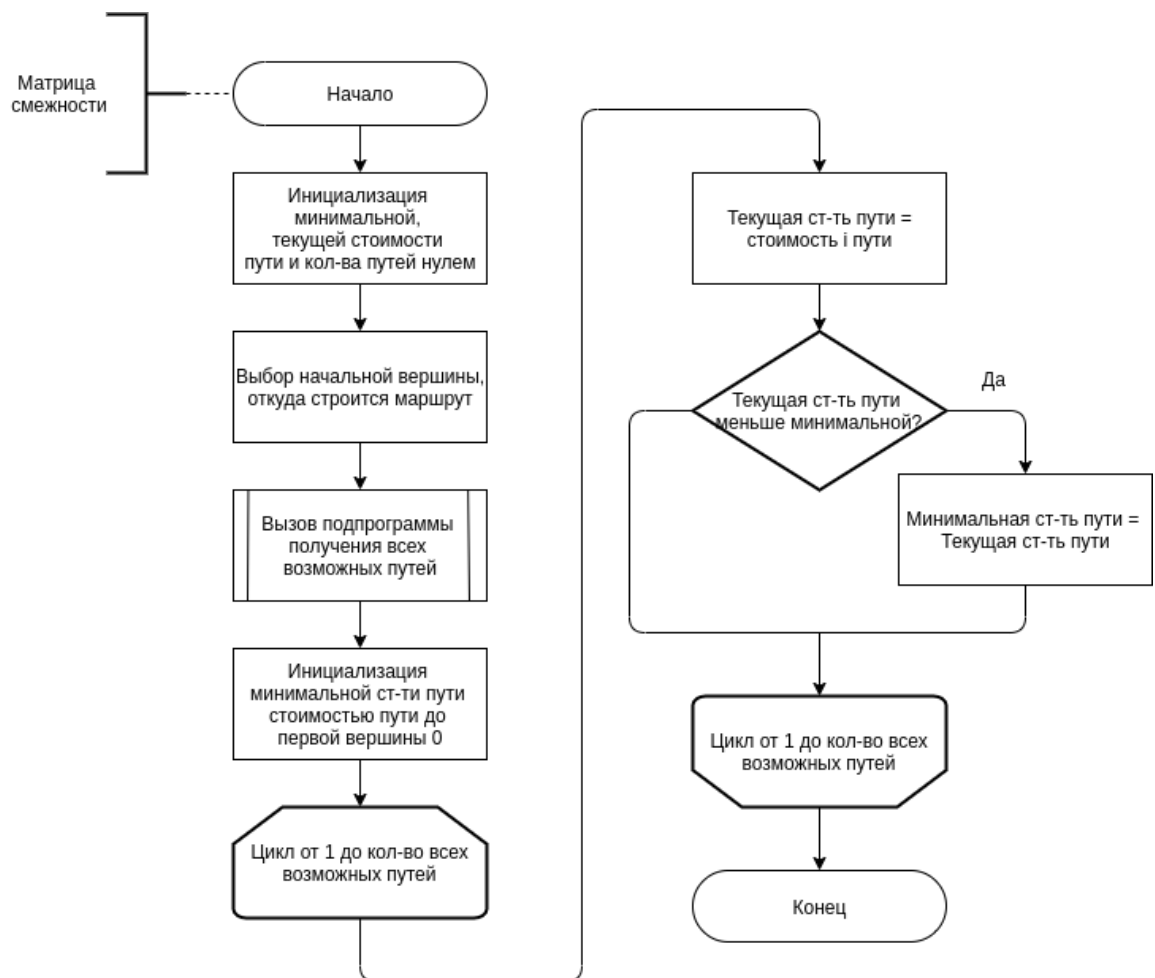 Матрица
смежности
Начало
Инициализация
минимальной,
текущей стоимости
пути и кол-ва путей нулем
Выбор начальной вершины,
откуда строится маршрут
Вызов подпрограммы
получения всех
возможных путей
Инициализация
минимальной ст-ти пути
стоимостью пути до
первой вершины 0
Цикл от 1 до кол-во всех
возможных путей
Текущая ст-ть пути =
стоимость i пути
Текущая ст-ть пути
меньше минимальной?
Да
Минимальная ст-ть пути =
Текущая ст-ть пути
Цикл от 1 до кол-во всех
возможных путей
Конец